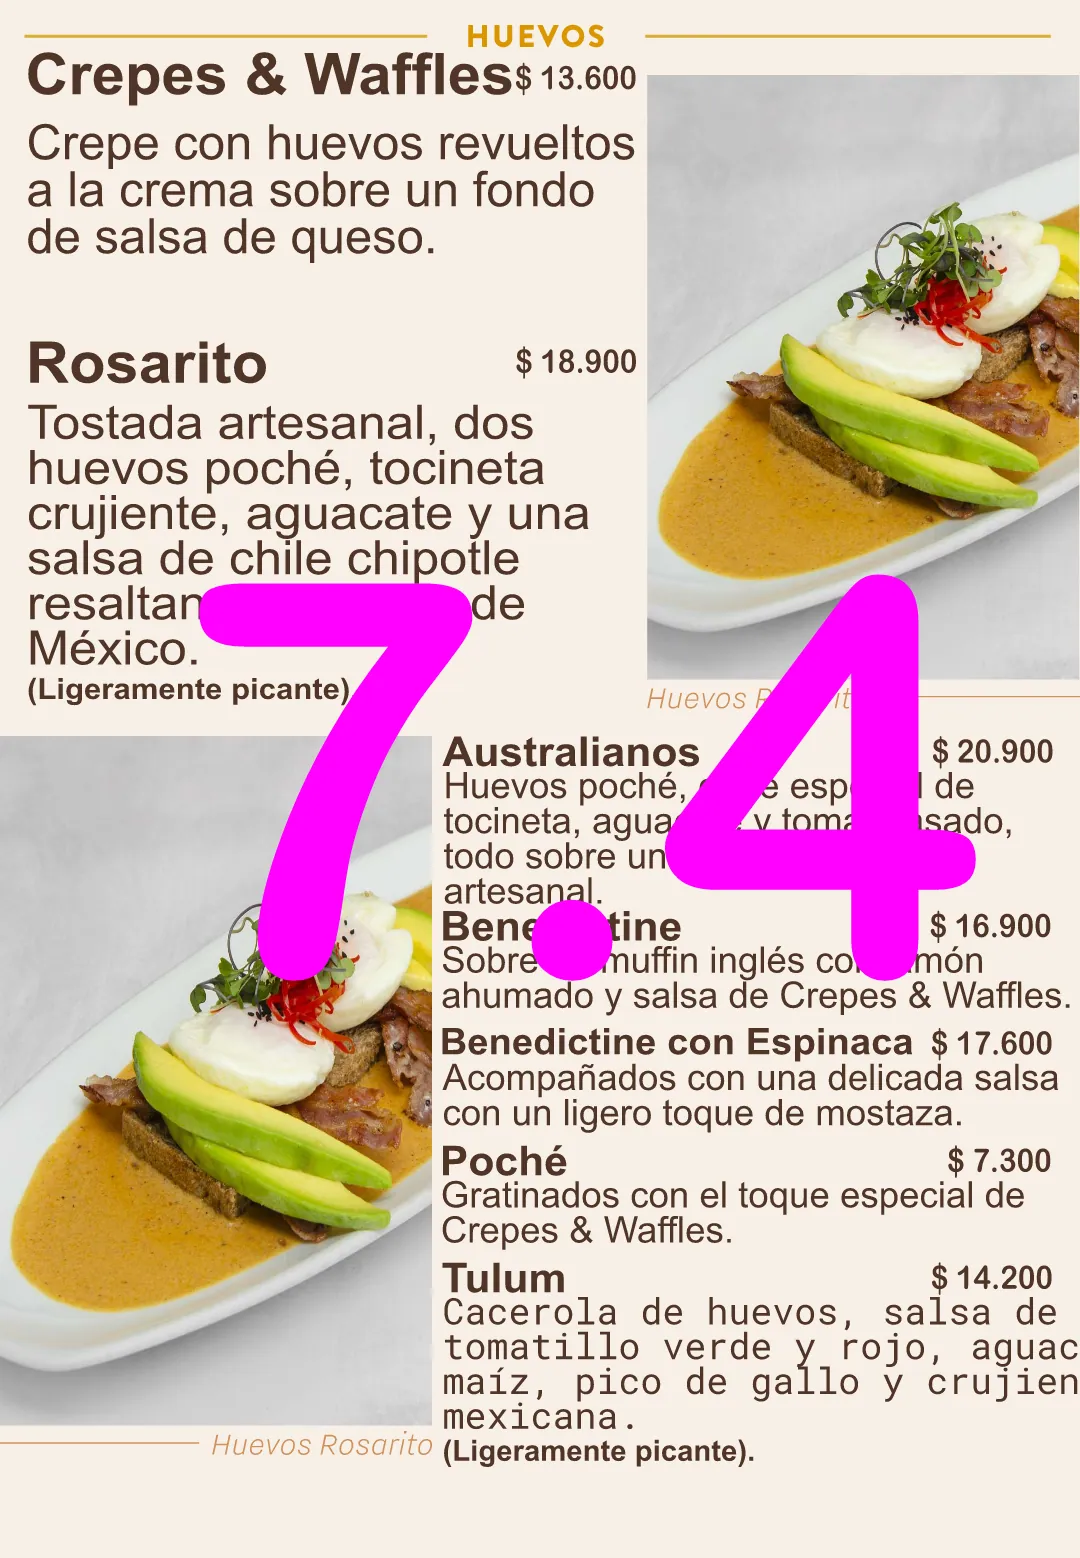 HUEVOS
Crepes & Waffles $ 13.600
Crepe con huevos revueltos
a la crema sobre un fondo
de salsa de queso.
Rosarito $ 18.900
Tostada artesanal, dos
huevos poché, tocineta
crujiente, aguacate y una
salsa de chile chipotle
de
México.
(Ligeramente picante)
Huevos
7.4
Australianos $ 20.900
Huevos poché, de
tocineta, y
todo sobre un
artesanal.
$ 16.900
Sobre muffin inglés
ahumado y salsa de Crepes & Waffles.
Benedictine con Espinaca $ 17.600
Acompañados con una delicada salsa
con un ligero toque de mostaza.
Poché $ 7.300
Gratinados con el toque especial de
Crepes & Waffles.
Tulum $ 14.200
Cacerola de huevos, salsa de
tomatillo verde y rojo, aguac
maíz, pico de gallo y crujien
mexicana.
(Ligeramente picante).
Huevos Rosarito